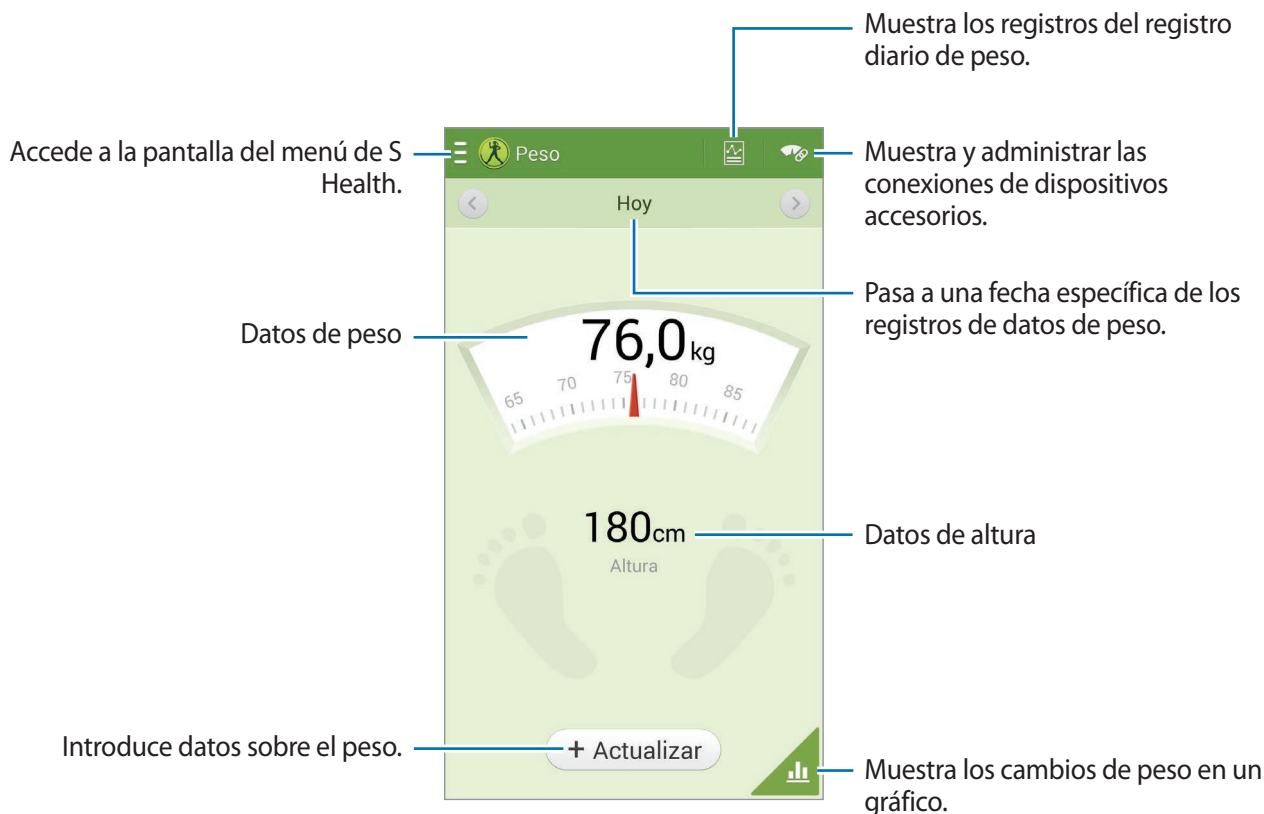 Muestra los registros del registro
diario de peso.
Accede a la pantalla del menú de S
Health.
Peso
Muestra y administrar las
conexiones de dispositivos
accesorios.
Hoy
Pasa a una fecha específica de los
registros de datos de peso.
Datos de peso
76,0 kg
65 70 75 80 85
180cm
Altura
Datos de altura
Introduce datos sobre el peso.
+ Actualizar
Muestra los cambios de peso en un
gráfico.